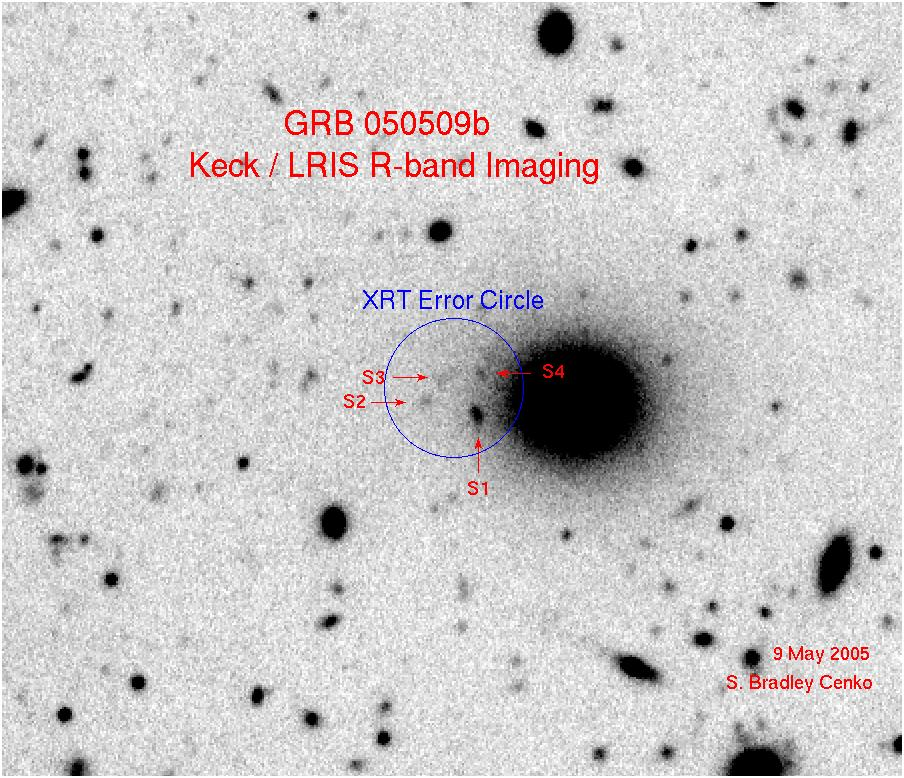 GRB 050509b
Keck / LRIS R-band Imaging
XRT Error Circle
S3
S4
S2
S1
9 May 2005
S. Bradley Cenko